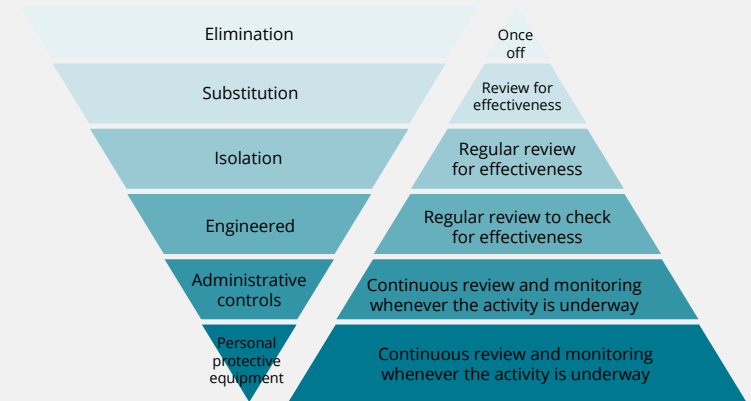 Elimination
Once
off
Substitution
Review for
effectiveness
Isolation
Regular review
for effectiveness
Engineered
Regular review to check
for effectiveness
Administrative
controls
Continuous review and monitoring
whenever the activity is underway
Personal
protective
equipment
Continuous review and monitoring
whenever the activity is underway